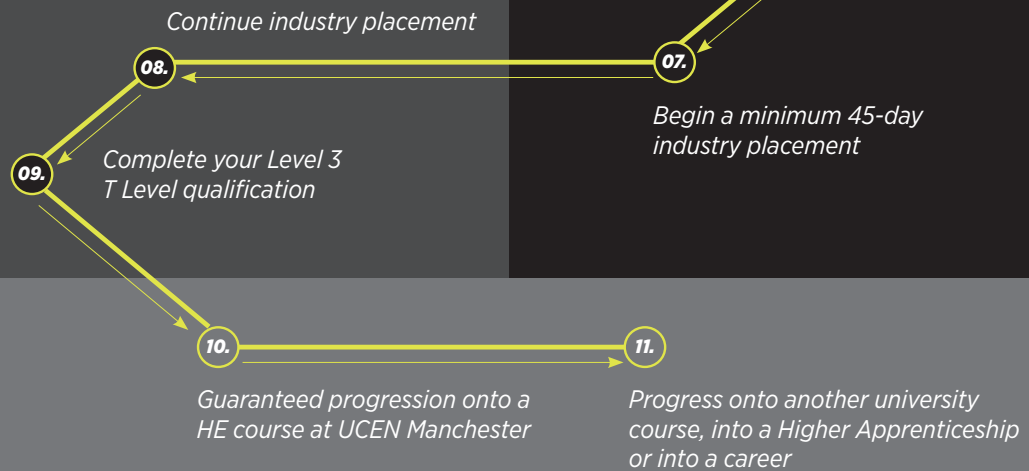 Continue industry placement
08.
07.
Begin a minimum 45-day
industry placement
09.
Complete your Level 3
T Level qualification
10.
11.
Guaranteed progression onto a
HE course at UCEN Manchester
Progress onto another university
course, into a Higher Apprenticeship
or into a career